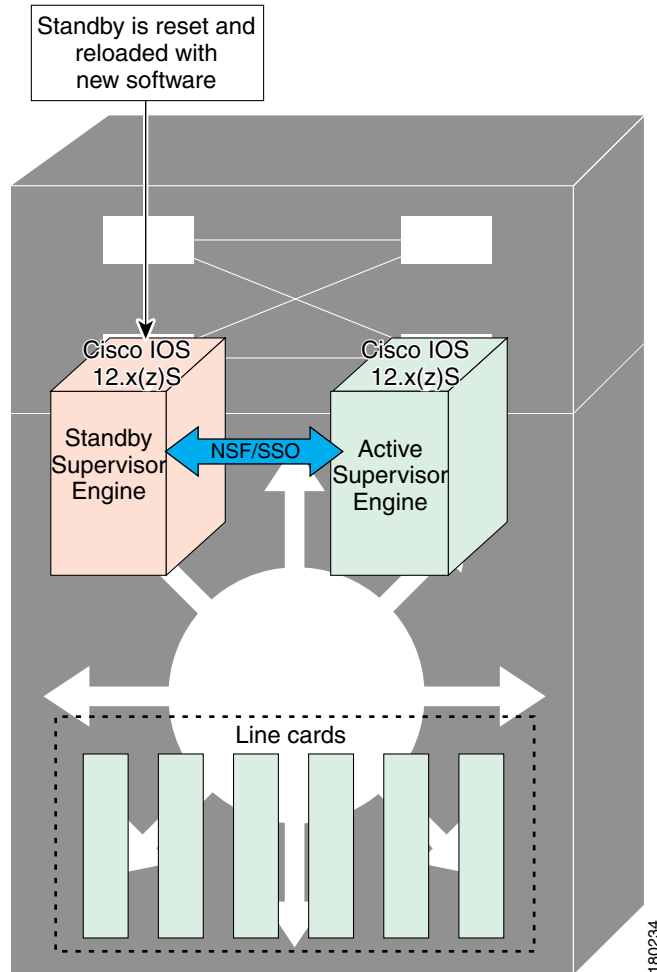 Standby is reset and
reloaded with
new software
Cisco IOS
12.x(z)S
Cisco IOS
12.x(z)S
Standby
Supervisor
Engine
NSF/SSO
Active
Supervisor
Engine
Line cards
180234